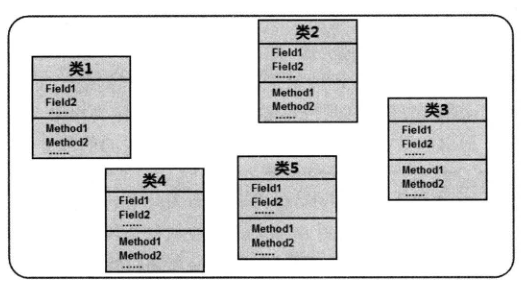 类1
Field1
Field2
......
Method1
Method2
......
类2
Field1
Field2
......
Method1
Method2
......
类3
Field1
Field2
......
Method1
Method2
......
类4
Field1
Field2
......
Method1
Method2
......
类5
Field1
Field2
......
Method1
Method2
......